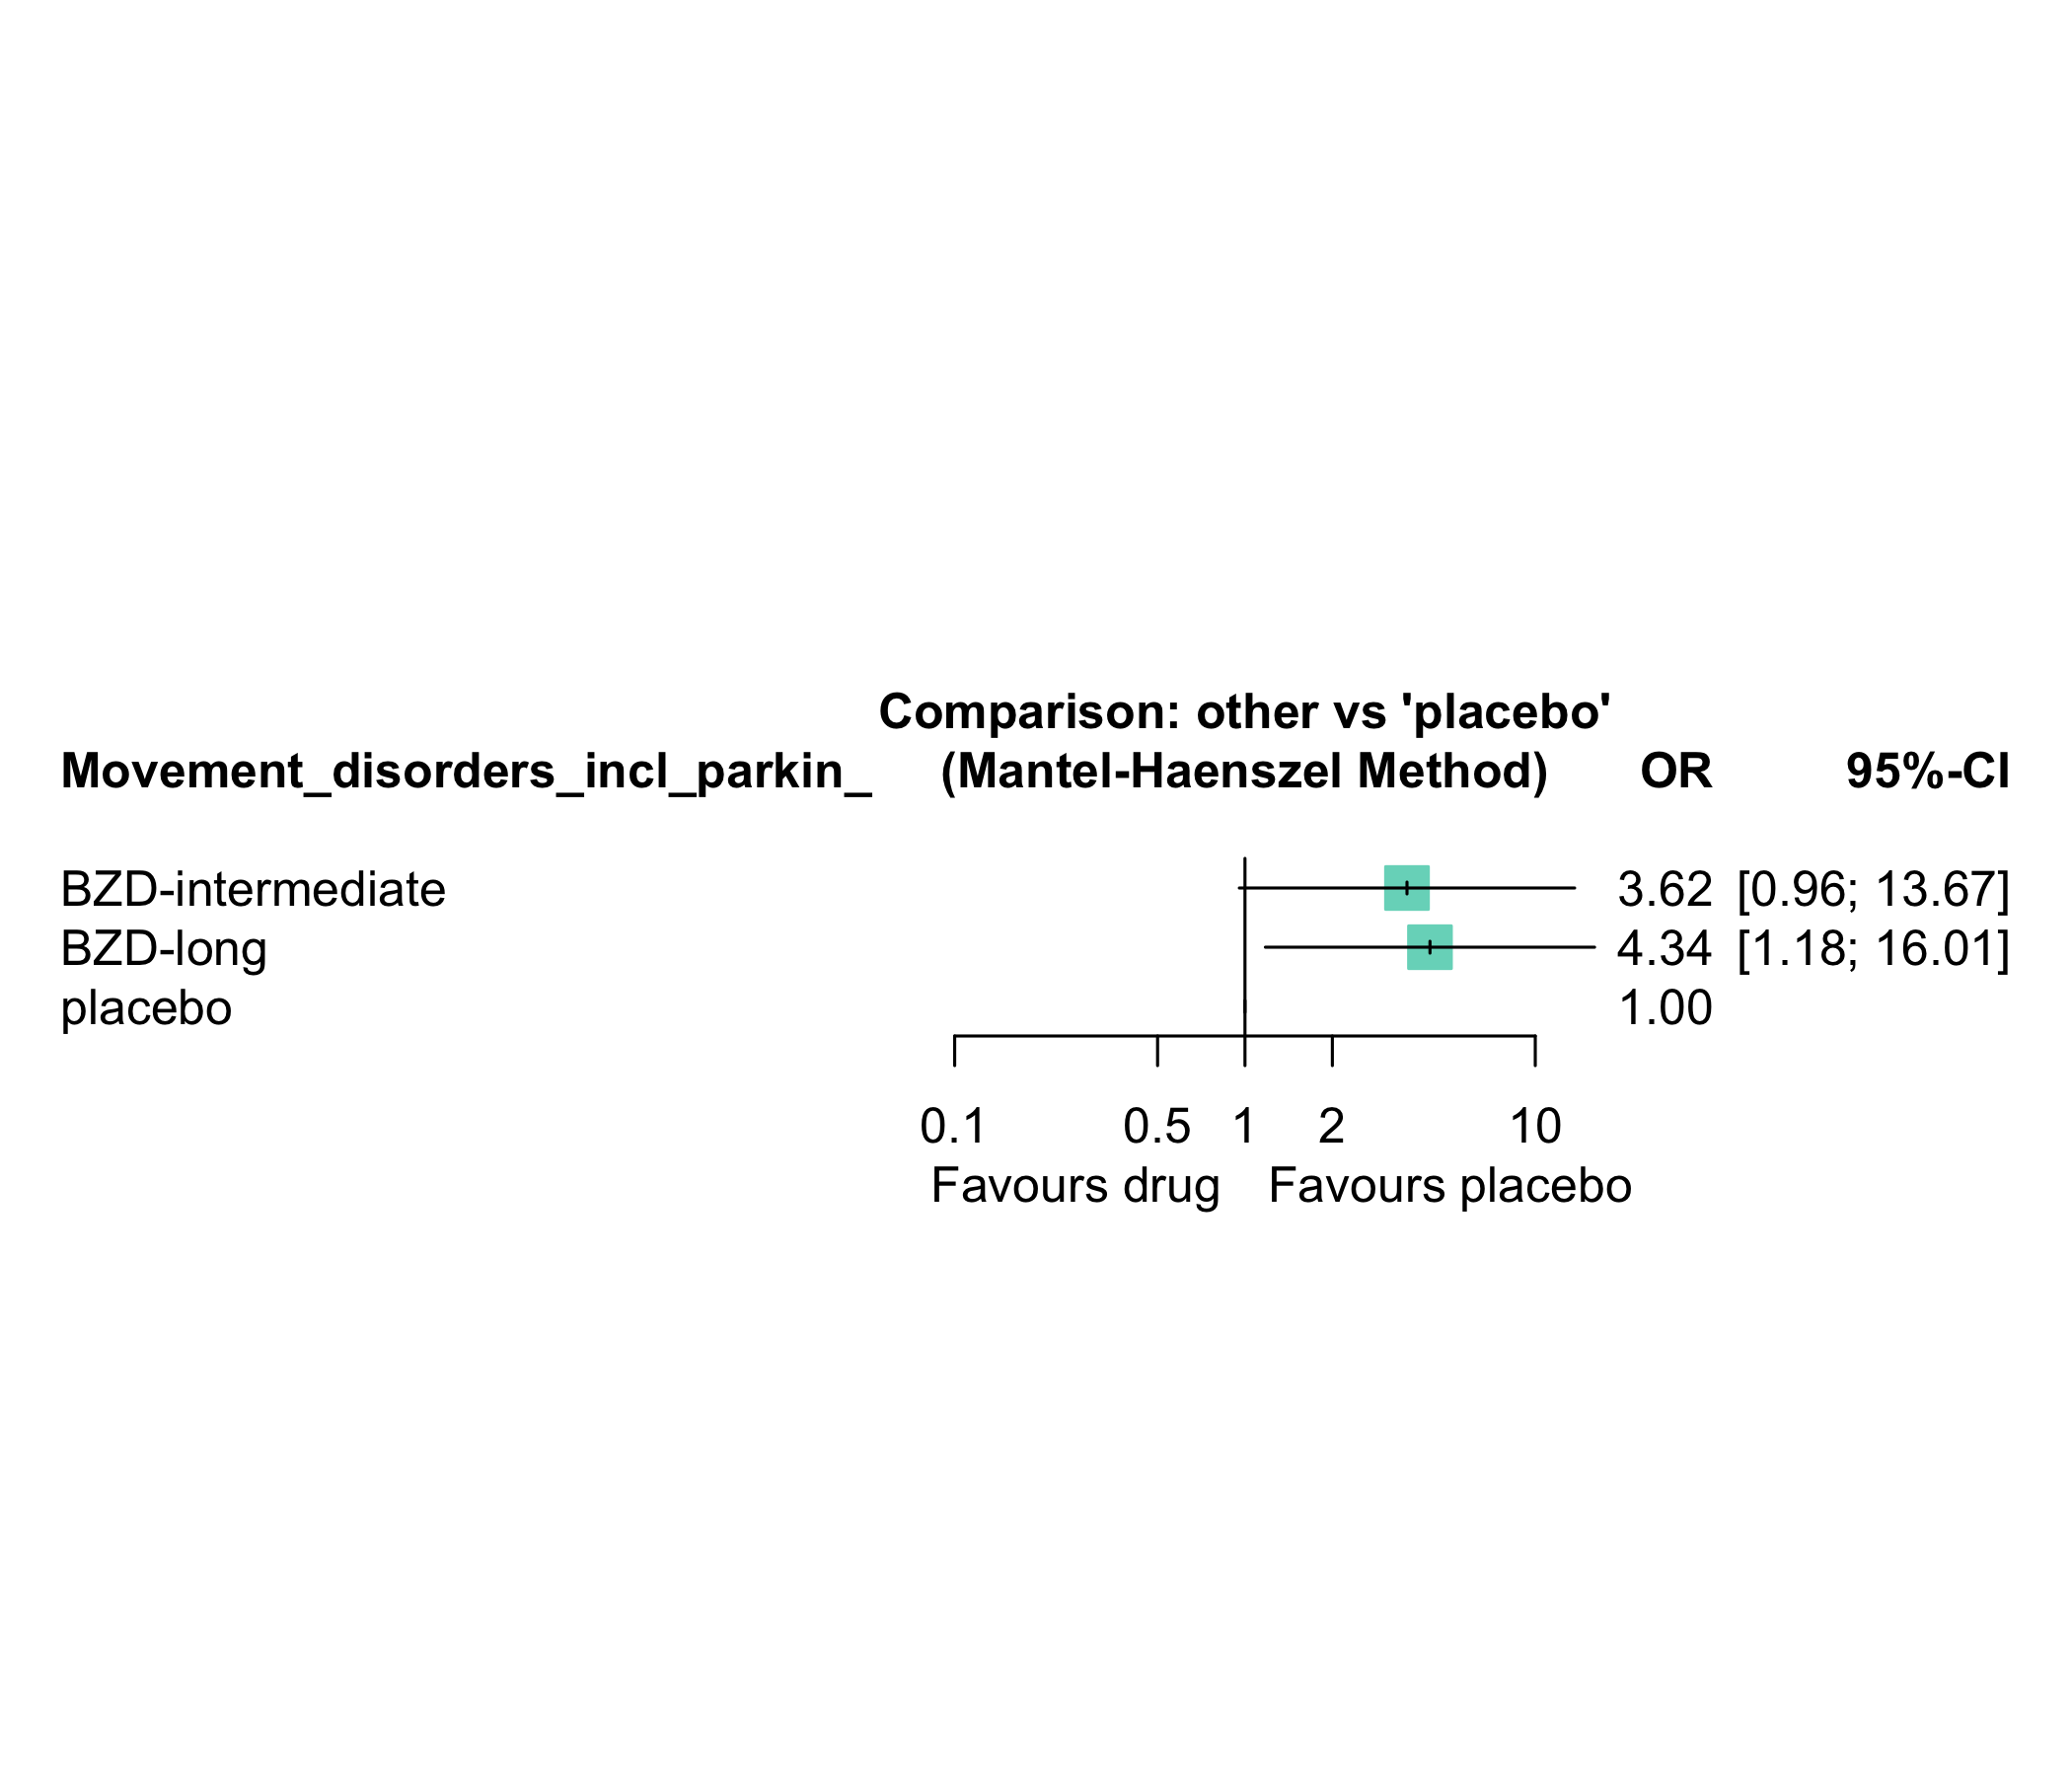 Comparison: other vs 'placebo'
Movement_disorders_incl_parkin_ (Mantel-Haenszel Method) OR 95%-CI
BZD-intermediate 3.62 [0.96; 13.67]
BZD-long 4.34 [1.18; 16.01]
placebo 1.00
0.1 0.5 1 2 10
Favours drug Favours placebo